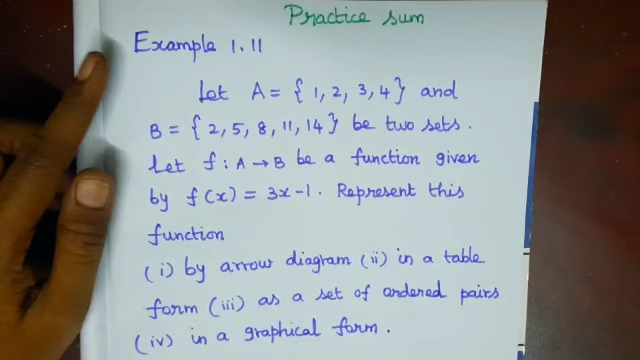 Practice sum
Example 1.11
Let A = { 1, 2, 3, 4 } and
B = { 2, 5, 8, 11, 14 } be two sets.
Let f : A → B be a function given
by f(x) = 3x - 1. Represent this
function
(i) by arrow diagram (ii) in a table
form (iii) as a set of ordered pairs
(iv) in a graphical form.